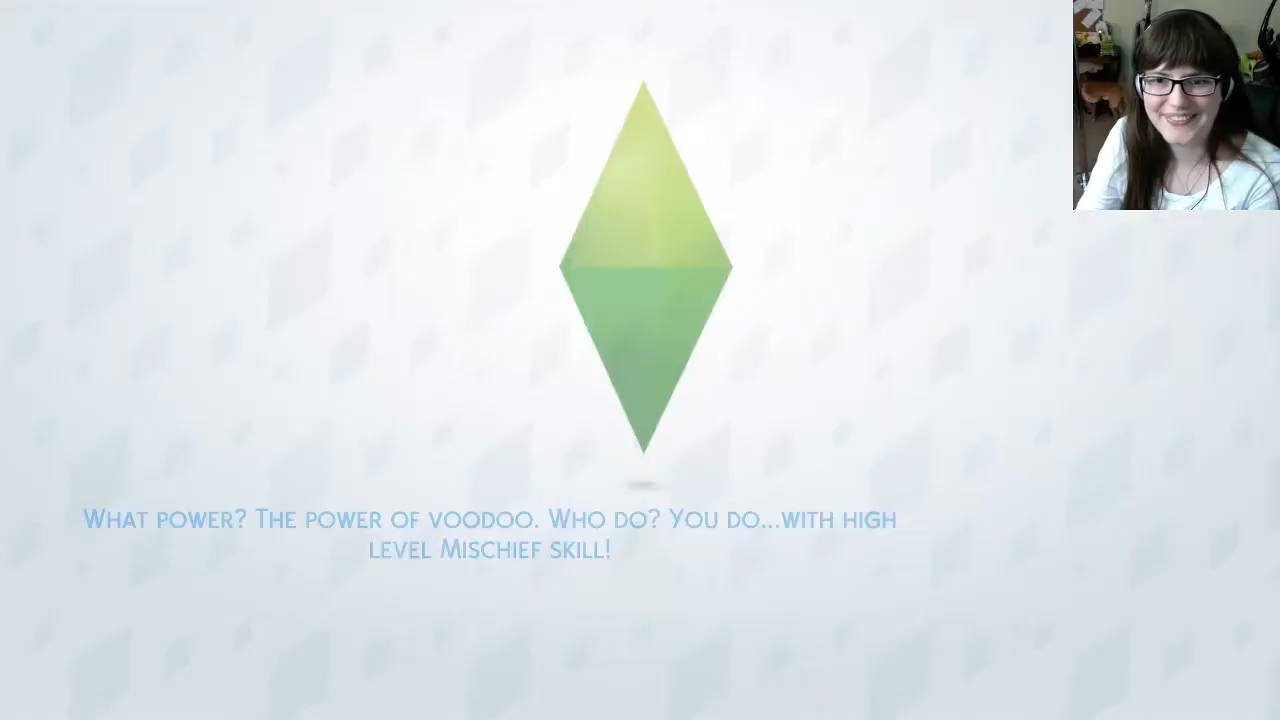 What power? The power of voodoo. Who do? You do...with high
level Mischief skill!